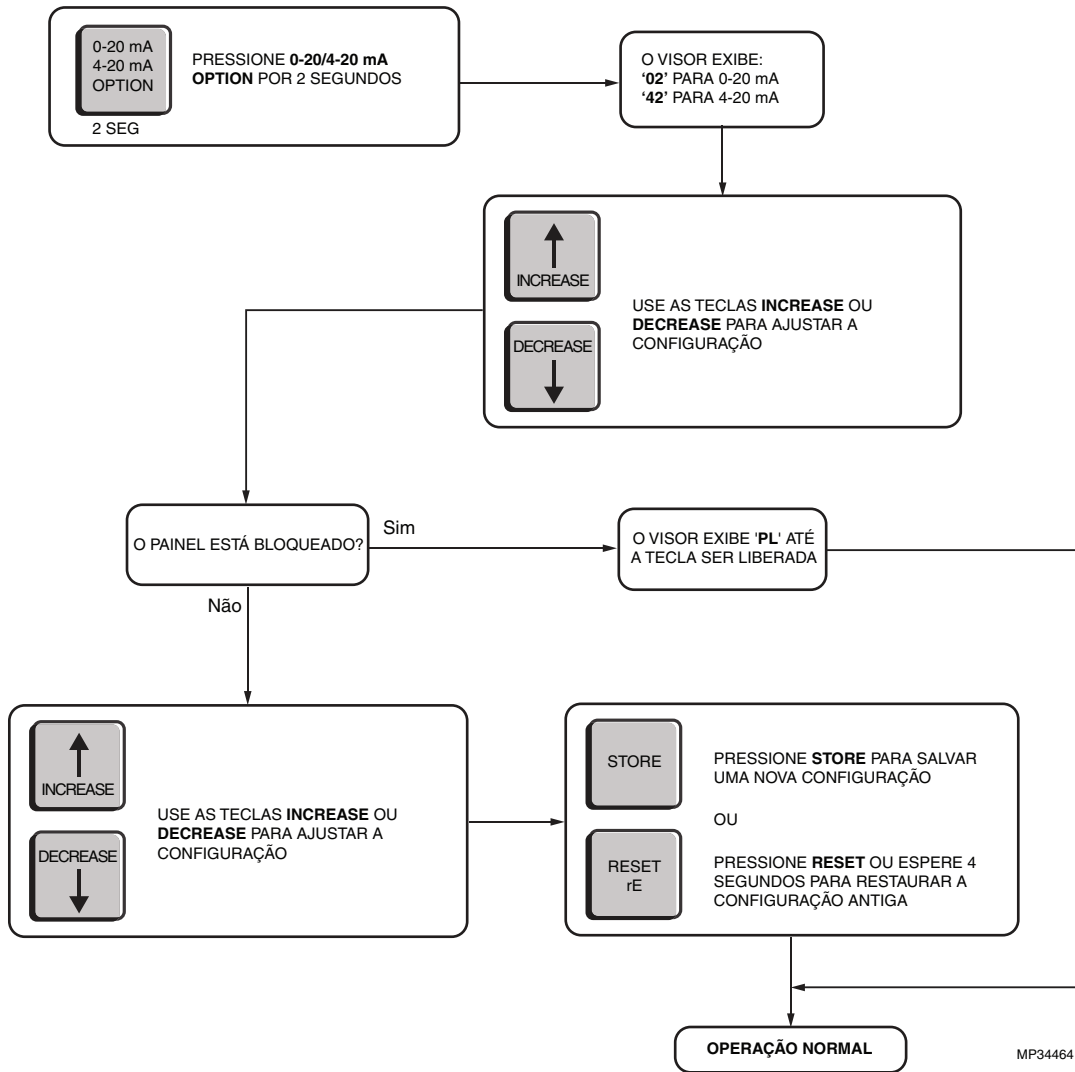 0-20 mA
4-20 mA
OPTION
2 SEG
PRESSIONE 0-20/4-20 mA
OPTION POR 2 SEGUNDOS
O VISOR EXIBE:
‘02’ PARA 0-20 mA
‘42’ PARA 4-20 mA
INCREASE
DECREASE
USE AS TECLAS INCREASE OU
DECREASE PARA AJUSTAR A
CONFIGURAÇÃO
O PAINEL ESTÁ BLOQUEADO?
Sim
O VISOR EXIBE 'PL' ATÉ
A TECLA SER LIBERADA
Não
INCREASE
DECREASE
USE AS TECLAS INCREASE OU
DECREASE PARA AJUSTAR A
CONFIGURAÇÃO
STORE
PRESSIONE STORE PARA SALVAR
UMA NOVA CONFIGURAÇÃO
OU
RESET
rE
PRESSIONE RESET OU ESPERE 4
SEGUNDOS PARA RESTAURAR A
CONFIGURAÇÃO ANTIGA
OPERAÇÃO NORMAL
MP34464